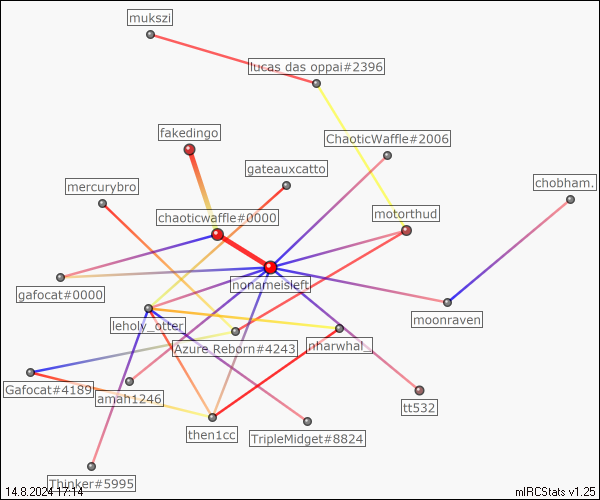 mukszi
lucas das oppai#2396
fakedingo
ChaoticWaffle#2006
gateauxcatto
chobham.
mercurybro
chaoticwaffle#0000
motorthud
nonameisleft
gafocat#0000
moonraven
leholy_otter
Azure Reborn#4243
nharwhal_
Gafocat#4189
amah1246
tt532
then1cc
TripleMidget#8824
Thinker#5995
14.8.2024 17:14
mIRCStats v1.25